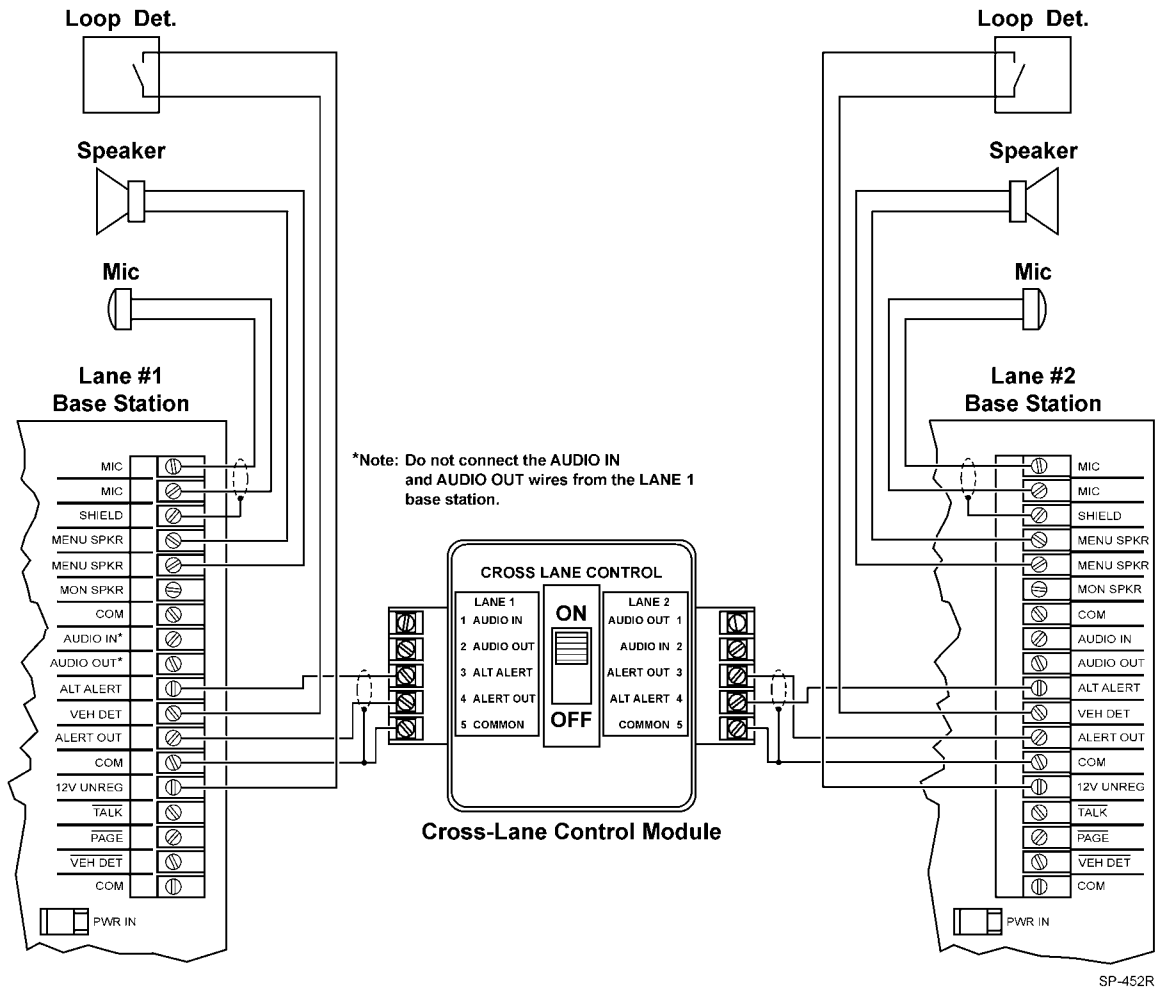 Loop Det.
Loop Det.
Speaker
Speaker
Mic
Mic
Lane #1
Base Station
Lane #2
Base Station
*Note: Do not connect the AUDIO IN
and AUDIO OUT wires from the LANE 1
base station.
MIC
MIC
SHIELD
MENU SPKR
MENU SPKR
MON SPKR
COM
AUDIO IN*
AUDIO OUT*
ALT ALERT
VEH DET
ALERT OUT
COM
12V UNREG
TALK
PAGE
VEH DET
COM
PWR IN
CROSS LANE CONTROL
LANE 1
1 AUDIO IN
2 AUDIO OUT
3 ALT ALERT
4 ALERT OUT
5 COMMON
ON
OFF
LANE 2
AUDIO OUT 1
AUDIO IN 2
ALERT OUT 3
ALT ALERT 4
COMMON 5
Cross-Lane Control Module
MIC
MIC
SHIELD
MENU SPKR
MENU SPKR
MON SPKR
COM
AUDIO IN
AUDIO OUT
ALT ALERT
VEH DET
ALERT OUT
COM
12V UNREG
TALK
PAGE
VEH DET
COM
PWR IN
SP-452R